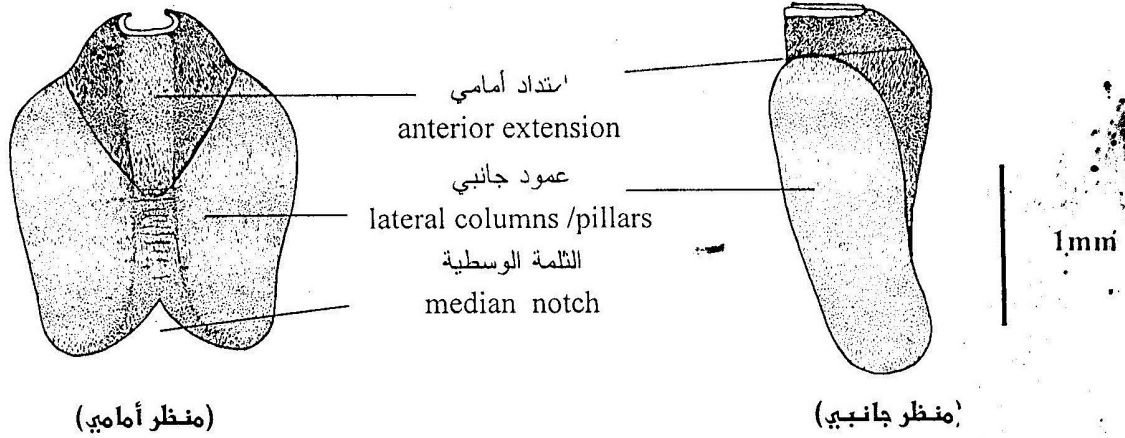 امتداد أمامي
anterior extension
عمود جانبي
lateral columns /pillars
الثلمة الوسطية
median notch
1mm
(منظر أمامي)
(منظر جانبي)